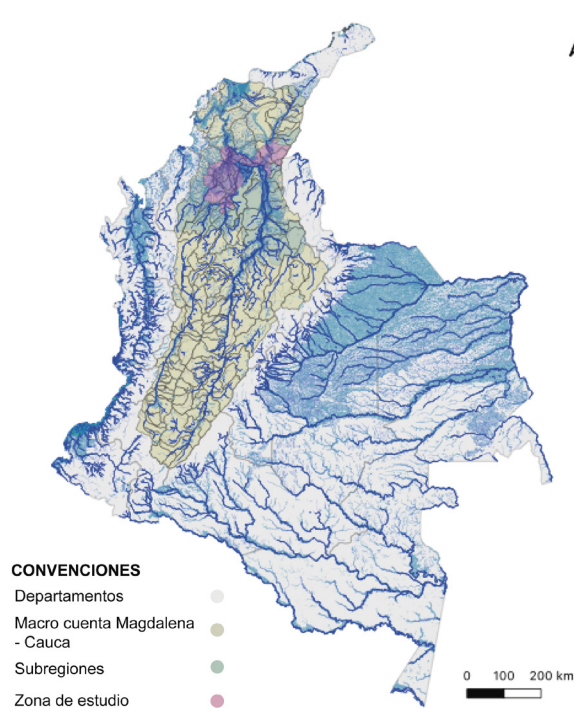 A
CONVENCIONES
Departamentos
Macro cuenta Magdalena
- Cauca
Subregiones
Zona de estudio
0 100 200 km